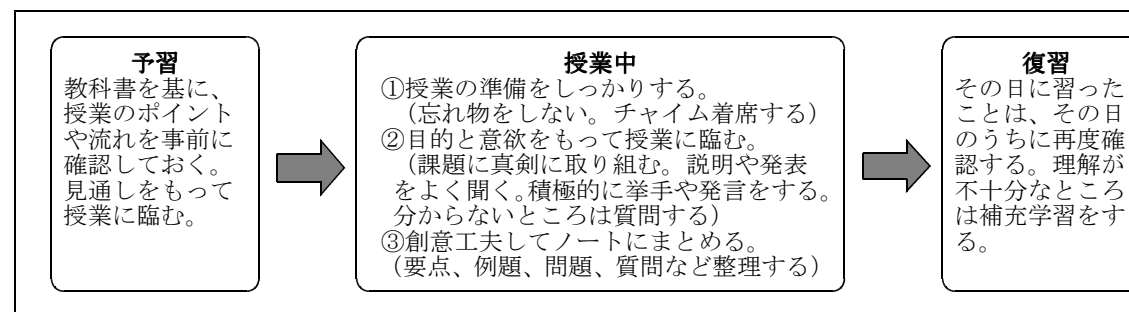 予習
教科書を基に、
授業のポイント
や流れを事前に
確認しておく。
見通しをもって
授業に臨む。
授業中
①授業の準備をしっかりする。
（忘れ物をしない。チャイム着席する）
②目的と意欲をもって授業に臨む。
（課題に真剣に取り組む。説明や発表
をよく聞く。積極的に挙手や発言をする。
分からないところは質問する）
③創意工夫してノートにまとめる。
（要点、例題、問題、質問など整理する）
復習
その日に習った
ことは、その日
のうちに再度確
認する。理解が
不十分なところ
は補充学習をす
る。